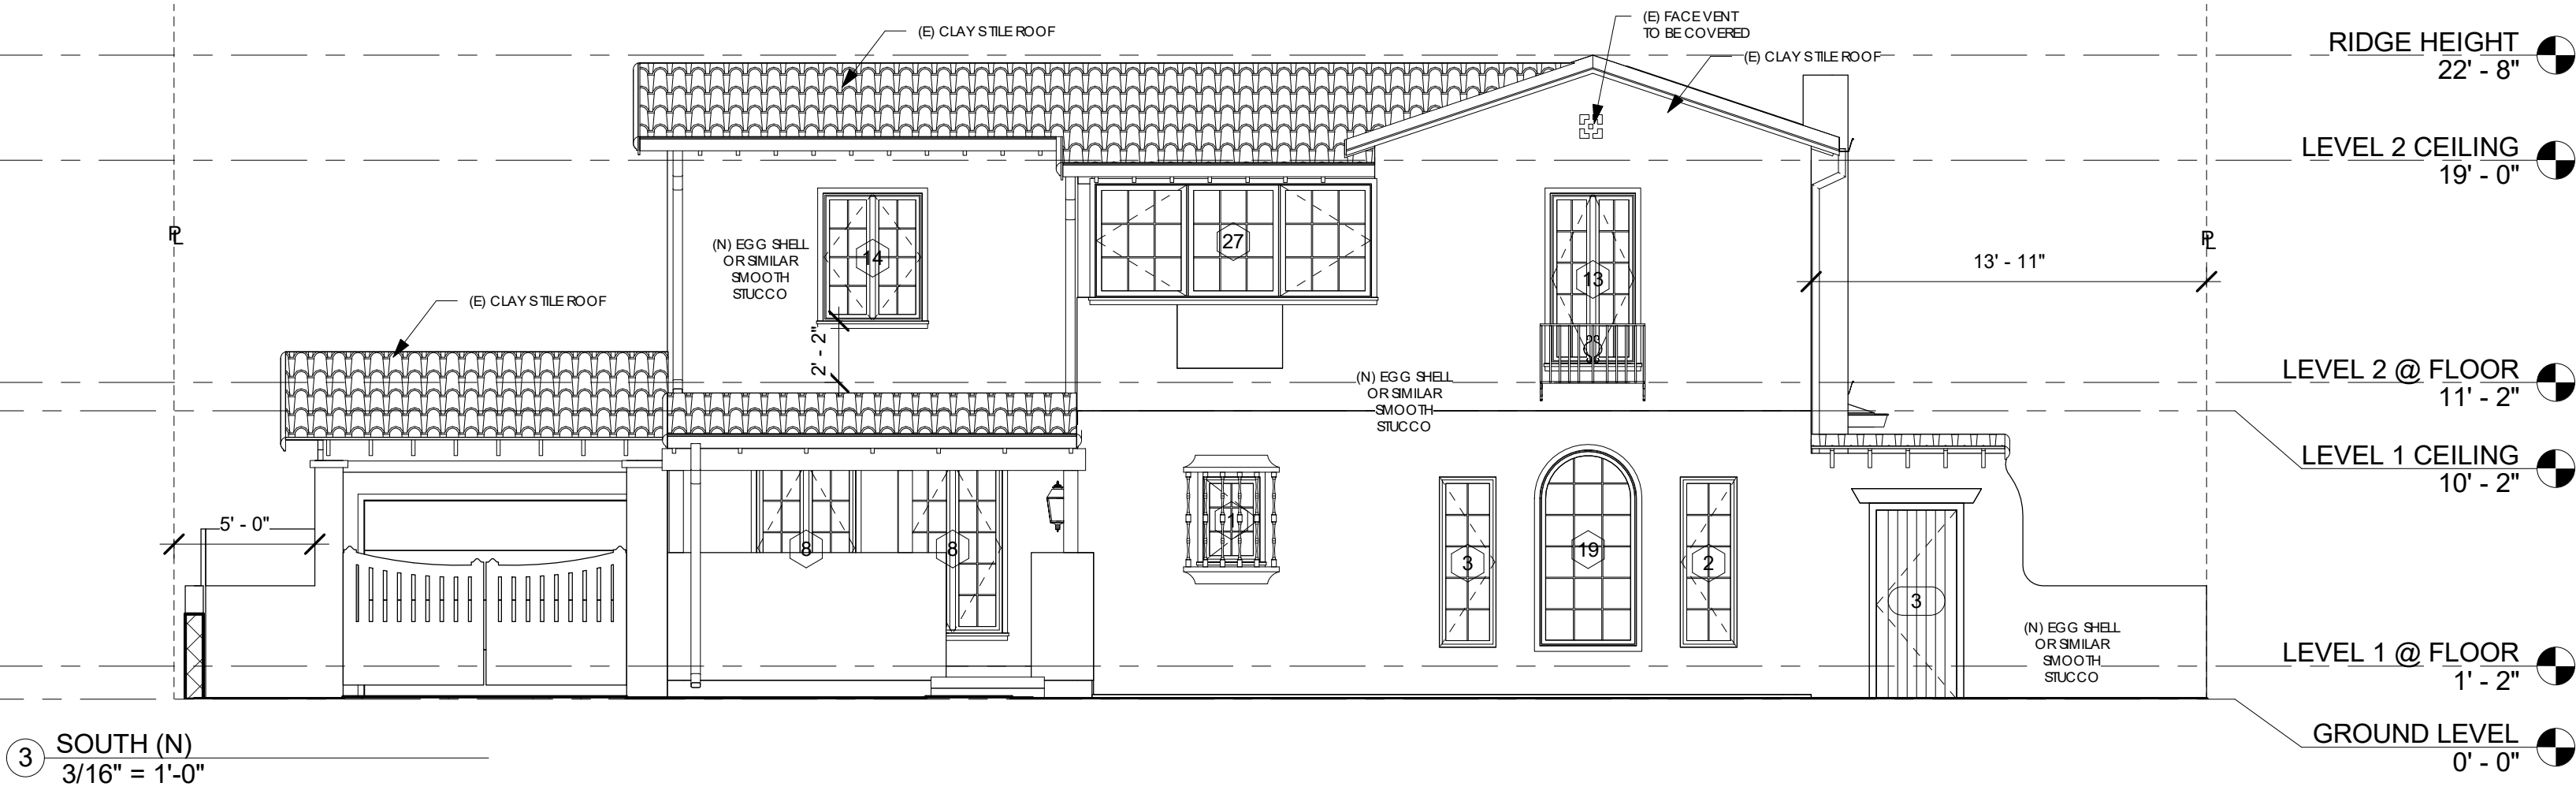 (E) CLAY S TILE ROOF
(E) FACE VENT
TO BE COVERED
(E) CLAY S TILE ROOF
RIDGE HEIGHT
22' - 8"
LEVEL 2 CEILING
19' - 0"
PL
(N) EGG SHELL
OR SIMILAR
SMOOTH
STUCCO
14
27
13
PL
13' - 11"
(E) CLAY S TILE ROOF
2' - 2"
(N) EGG SHELL
OR SIMILAR
SMOOTH
STUCCO
LEVEL 2 @ FLOOR
11' - 2"
LEVEL 1 CEILING
10' - 2"
5' - 0"
8
8
1
3
19
2
3
(N) EGG SHELL
OR SIMILAR
SMOOTH
STUCCO
LEVEL 1 @ FLOOR
1' - 2"
GROUND LEVEL
0' - 0"
3
SOUTH (N)
3/16" = 1'-0"